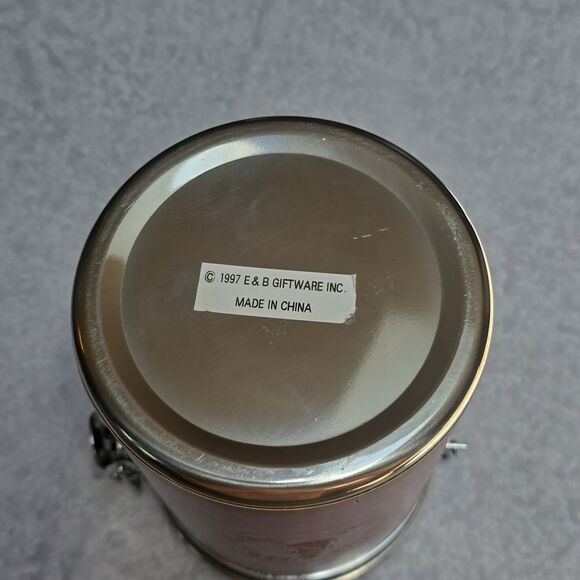 © 1997 E & B GIFTWARE INC.
MADE IN CHINA